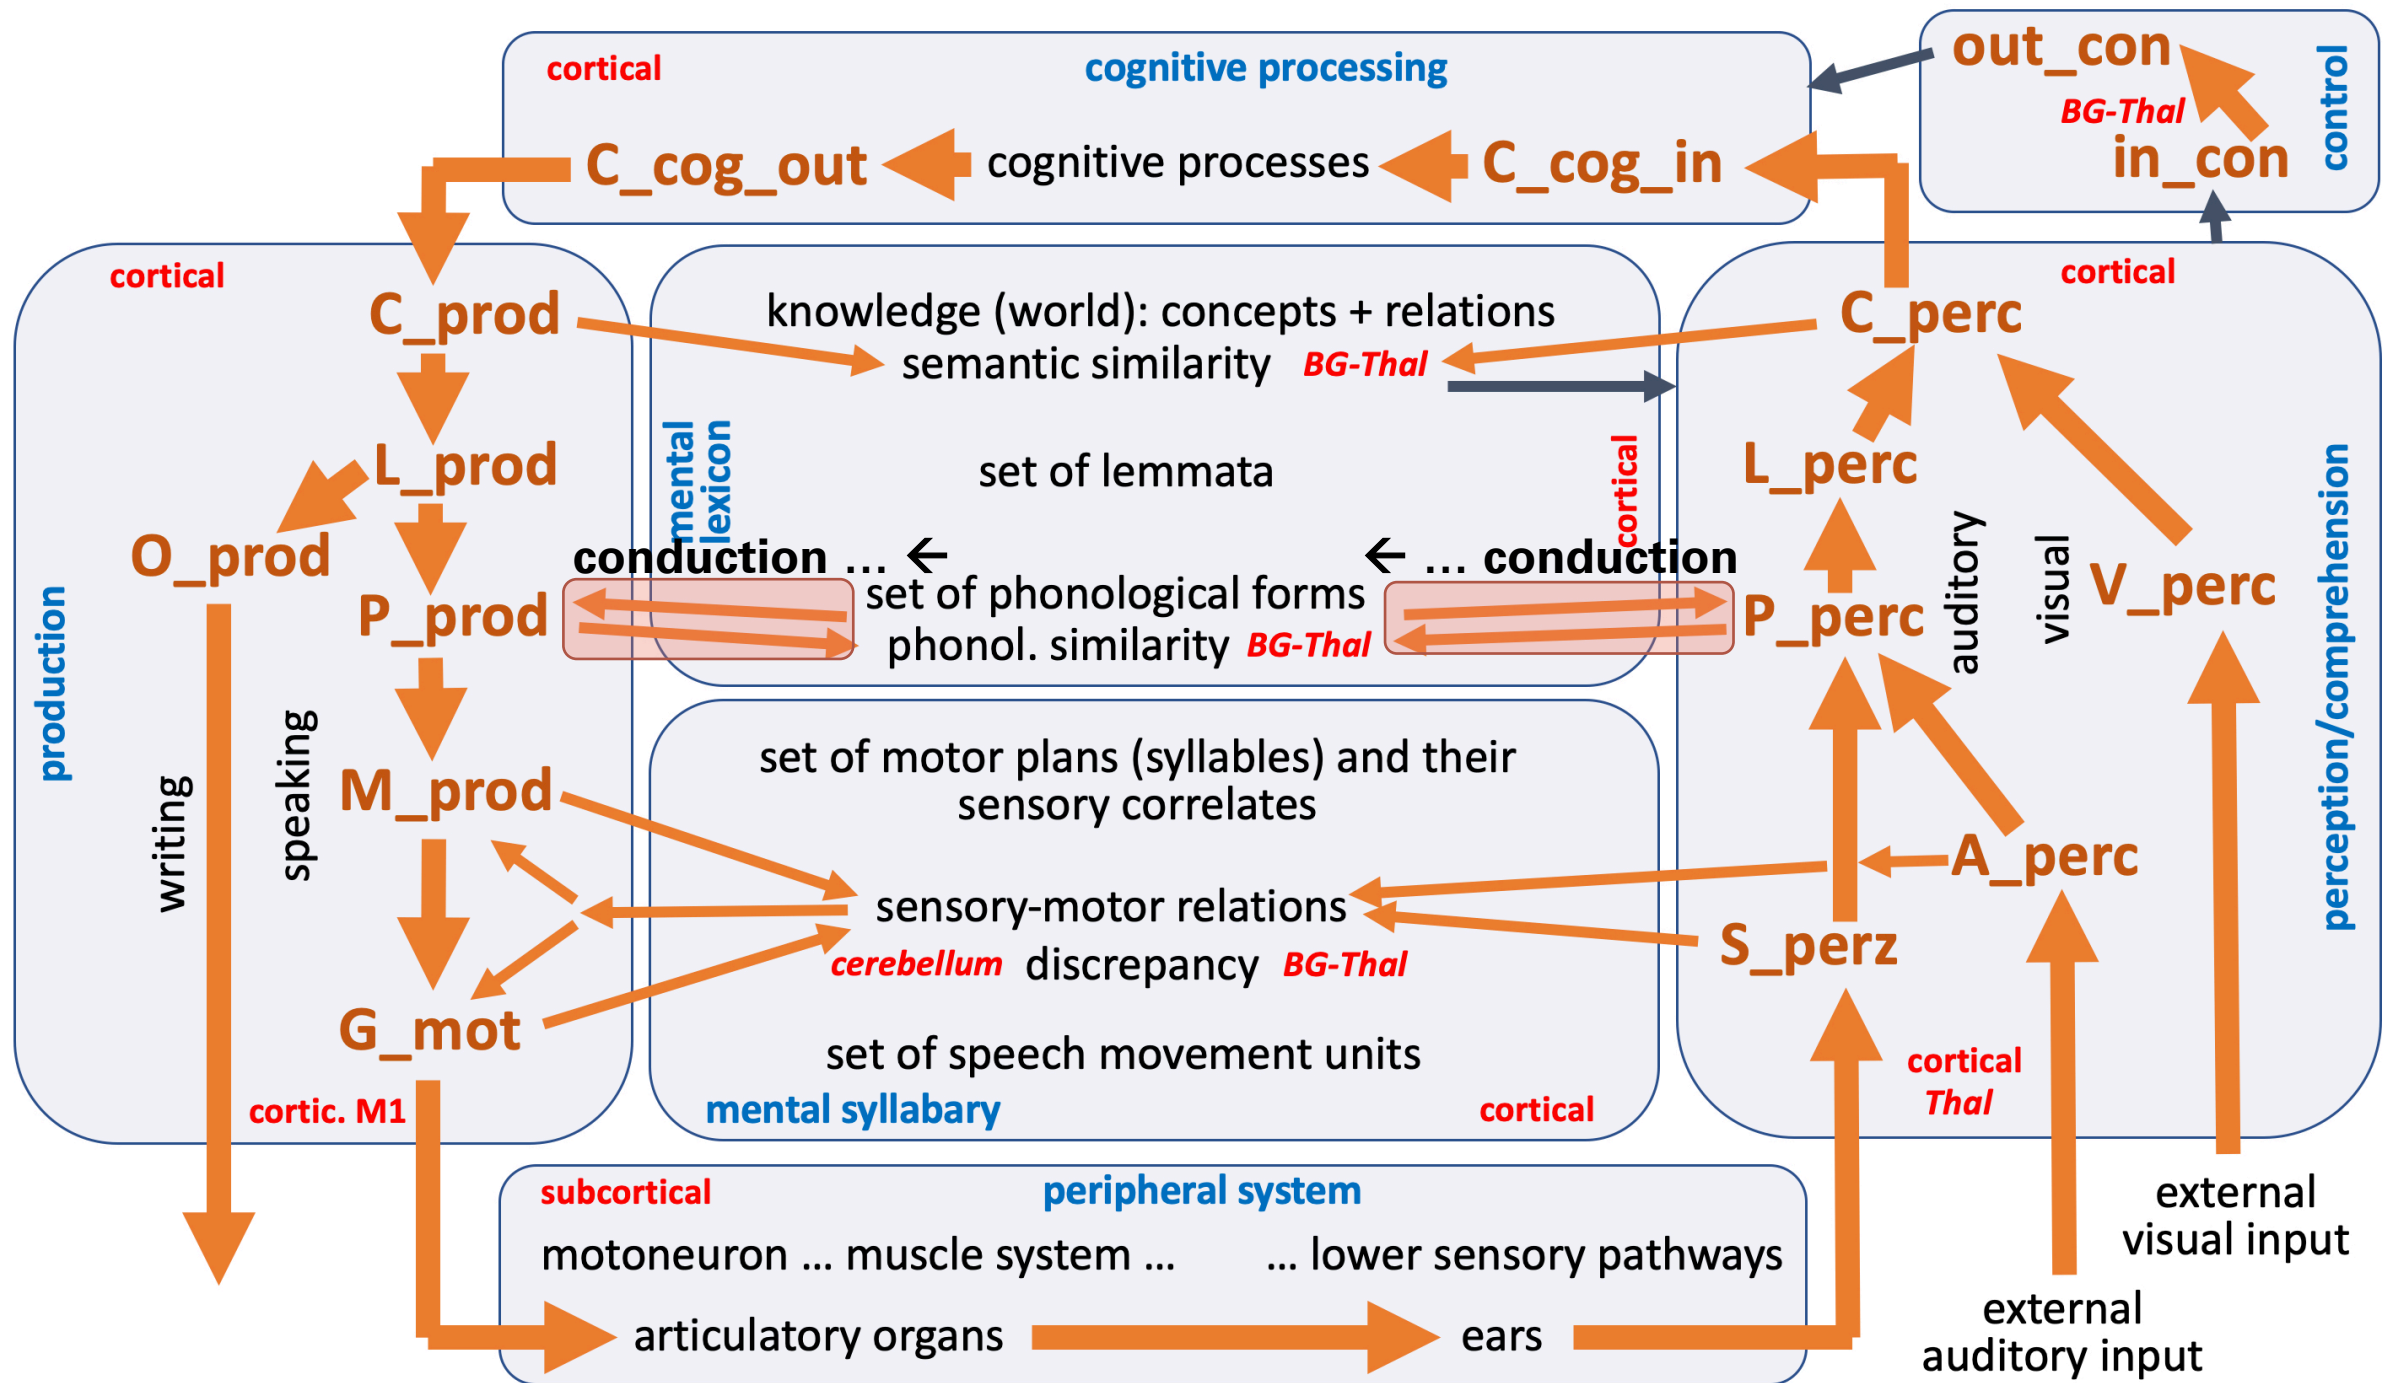 cortical
cognitive processing
C_cog_out
cognitive processes
C_cog_in
out_con
BG-Thal
in_con
control
cortical
C_prod
L_prod
O_prod
P_prod
M_prod
G_mot
production
writing
speaking
cortic. M1
knowledge (world): concepts + relations
semantic similarity BG-Thal
mental
lexicon
set of lemmata
cortical
conduction ... ←
← ... conduction
set of phonological forms
phonol. similarity BG-Thal
set of motor plans (syllables) and their
sensory correlates
sensory-motor relations
cerebellum discrepancy BG-Thal
set of speech movement units
mental syllabary
cortical
cortical
C_perc
L_perc
P_perc
auditory
visual
V_perc
A_perc
S_perz
perception/comprehension
cortical
Thal
subcortical
peripheral system
motoneuron ... muscle system ...
... lower sensory pathways
articulatory organs
ears
external
visual input
external
auditory input